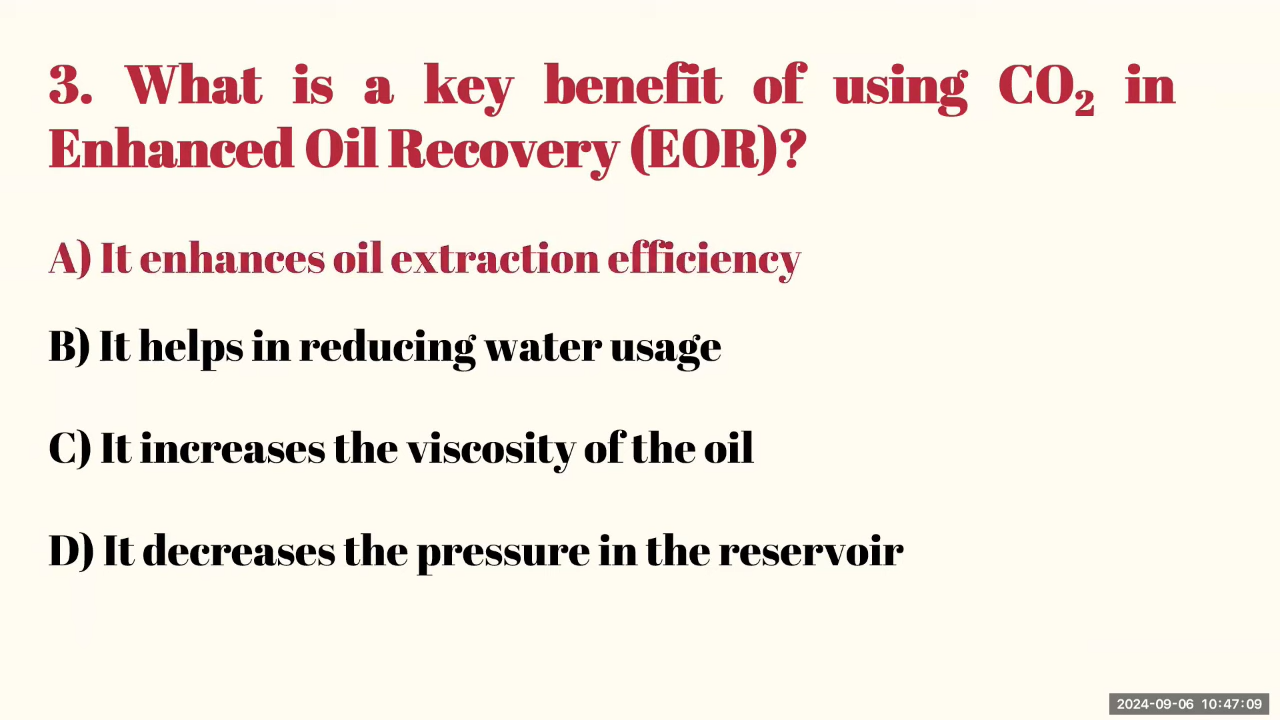 3. What is a key benefit of using CO₂ in
Enhanced Oil Recovery (EOR)?
A) It enhances oil extraction efficiency
B) It helps in reducing water usage
C) It increases the viscosity of the oil
D) It decreases the pressure in the reservoir
2024-09-06 10:47:09